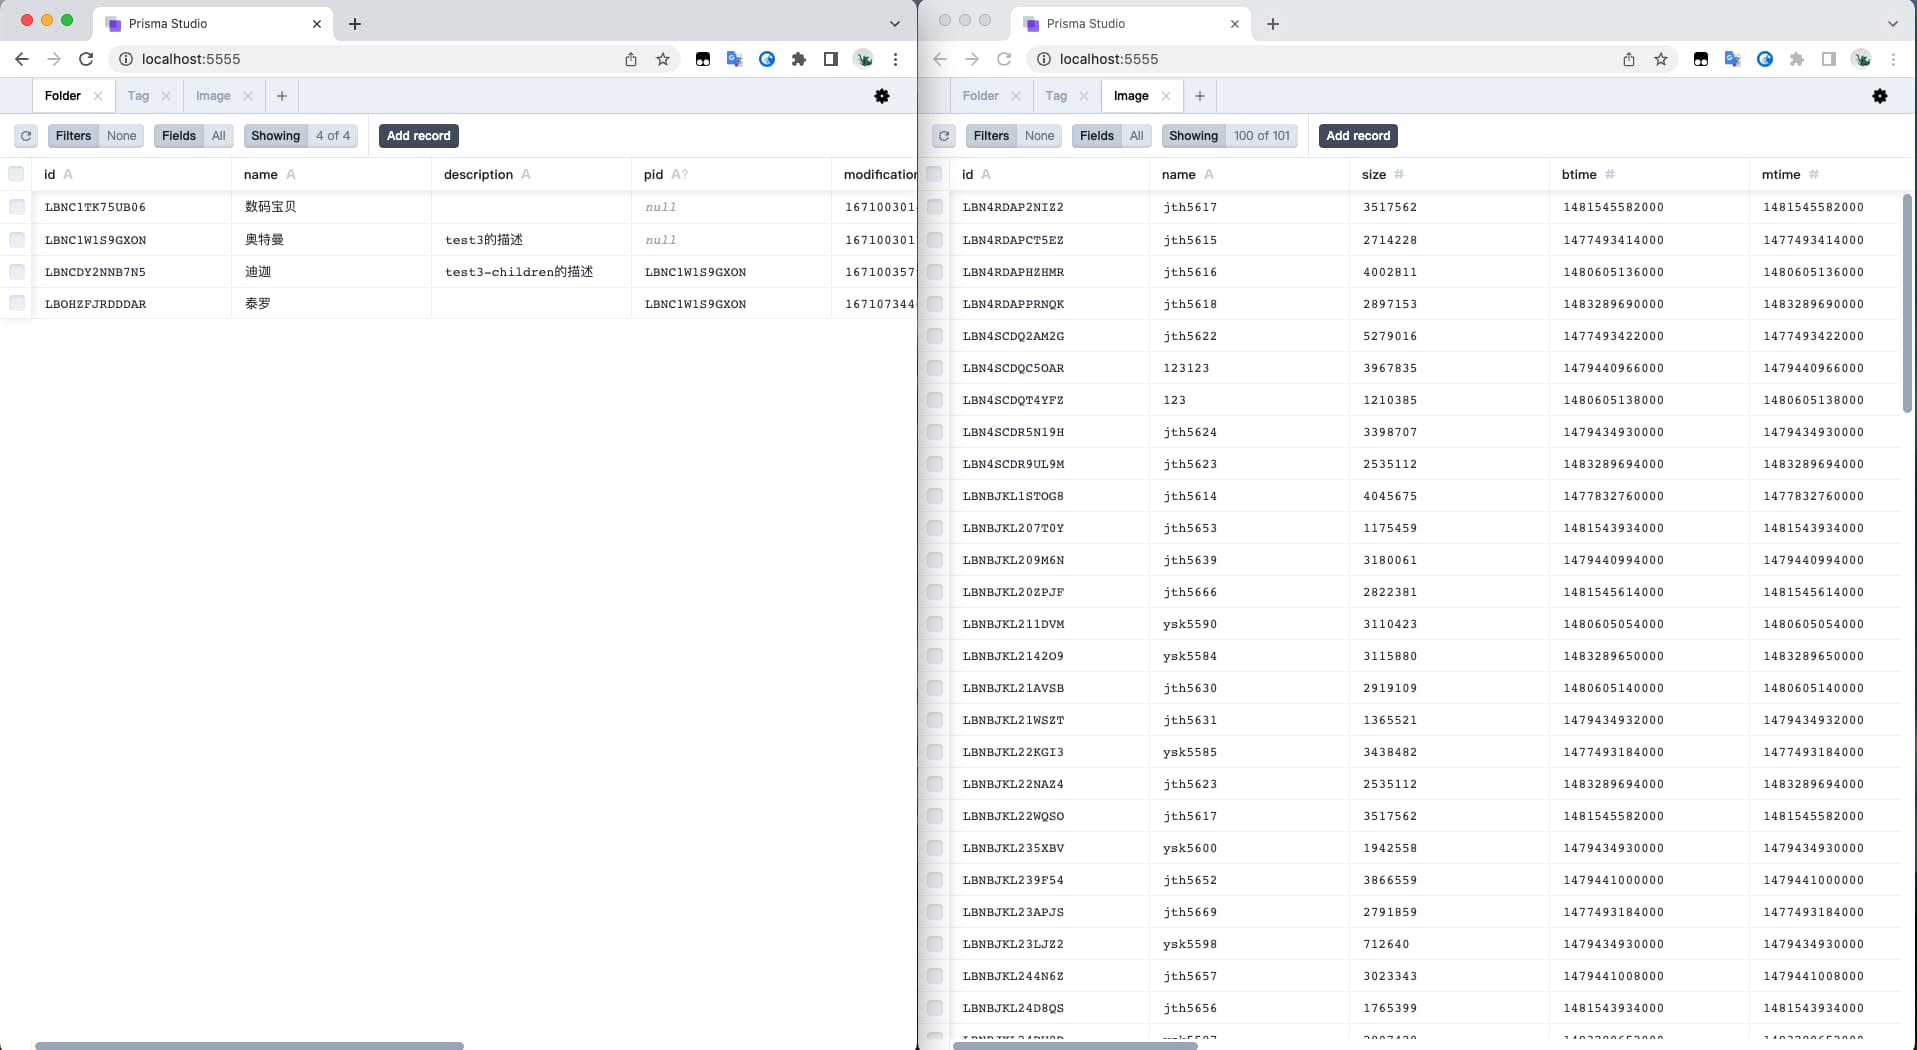 Prisma Studio
localhost:5555
Folder Tag Image
Filters None Fields All Showing 4 of 4 Add record
id A name A description A pid A? modification
LBNC1TK75UB06 数码宝贝 null 167100301
LBNC1W1S9GXON 奥特曼 test3的描述 null 167100301
LBNCDY2NNB7N5 迪迦 test3-children的描述 LBNC1W1S9GXON 167100357
LBOHZFJRDDDAR 泰罗 LBNC1W1S9GXON 167107344
Prisma Studio
localhost:5555
Folder Tag Image
Filters None Fields All Showing 100 of 101 Add record
id A name A size # btime # mtime #
LBN4RDAP2NIZ2 jth5617 3517562 1481545582000 1481545582000
LBN4RDAPCT5EZ jth5615 2714228 1477493414000 1477493414000
LBN4RDAPHZHMR jth5616 4002811 1480605136000 1480605136000
LBN4RDAPPRNQK jth5618 2897153 1483289690000 1483289690000
LBN4SCDQ2AM2G jth5622 5279016 1477493422000 1477493422000
LBN4SCDQC5OAR 123123 3967835 1479440966000 1479440966000
LBN4SCDQT4YFZ 123 1210385 1480605138000 1480605138000
LBN4SCDR5N19H jth5624 3398707 1479434930000 1479434930000
LBN4SCDR9UL9M jth5623 2535112 1483289694000 1483289694000
LBNBJKL1STOG8 jth5614 4045675 1477832760000 1477832760000
LBNBJKL207T0Y jth5653 1175459 1481543934000 1481543934000
LBNBJKL209M6N jth5639 3180061 1479440994000 1479440994000
LBNBJKL20ZPJF jth5666 2822381 1481545614000 1481545614000
LBNBJKL211DVM ysk5590 3110423 1480605054000 1480605054000
LBNBJKL2142O9 ysk5584 3115880 1483289650000 1483289650000
LBNBJKL21AVSB jth5630 2919109 1480605140000 1480605140000
LBNBJKL21WSZT jth5631 1365521 1479434932000 1479434932000
LBNBJKL22KGI3 ysk5585 3438482 1477493184000 1477493184000
LBNBJKL22NAZ4 jth5623 2535112 1483289694000 1483289694000
LBNBJKL22WQSO jth5617 3517562 1481545582000 1481545582000
LBNBJKL235XBV ysk5600 1942558 1479434930000 1479434930000
LBNBJKL239F54 jth5652 3866559 1479441000000 1479441000000
LBNBJKL23APJS jth5669 2791859 1477493184000 1477493184000
LBNBJKL23LJZ2 ysk5598 712640 1479434930000 1479434930000
LBNBJKL244N6Z jth5657 3023343 1479441008000 1479441008000
LBNBJKL24D8QS jth5656 1765399 1481543934000 1481543934000